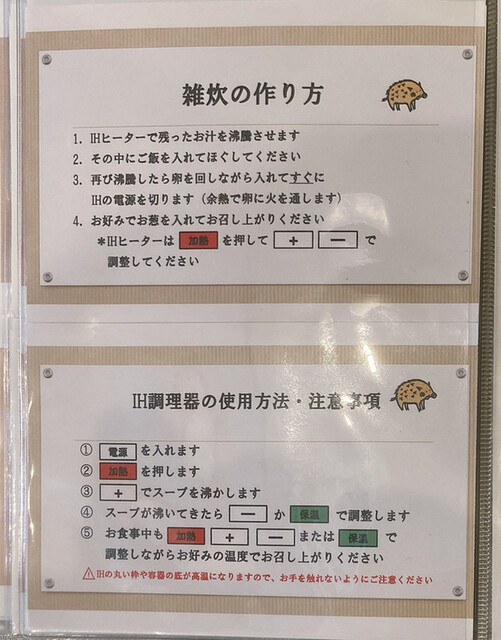 雑炊の作り方
1. IHヒーターで残ったお汁を沸騰させます
2. その中にご飯を入れてほぐしてください
3. 再び沸騰したら卵を回しながら入れてすぐに
IHの電源を切ります（余熱で卵に火を通します）
4. お好みでお葱を入れてお召し上がりください
＊IHヒーターは 加熱 を押して ＋ － で
調整してください
IH調理器の使用方法・注意事項
① 電源 を入れます
② 加熱 を押します
③ ＋ でスープを沸かします
④ スープが沸いてきたら － か 保温 で調整します
⑤ お食事中も 加熱 ＋ － または 保温 で
調整しながらお好みの温度でお召し上がりください
⚠IHの丸い枠や容器の底が高温になりますので、お手を触れないようにご注意ください